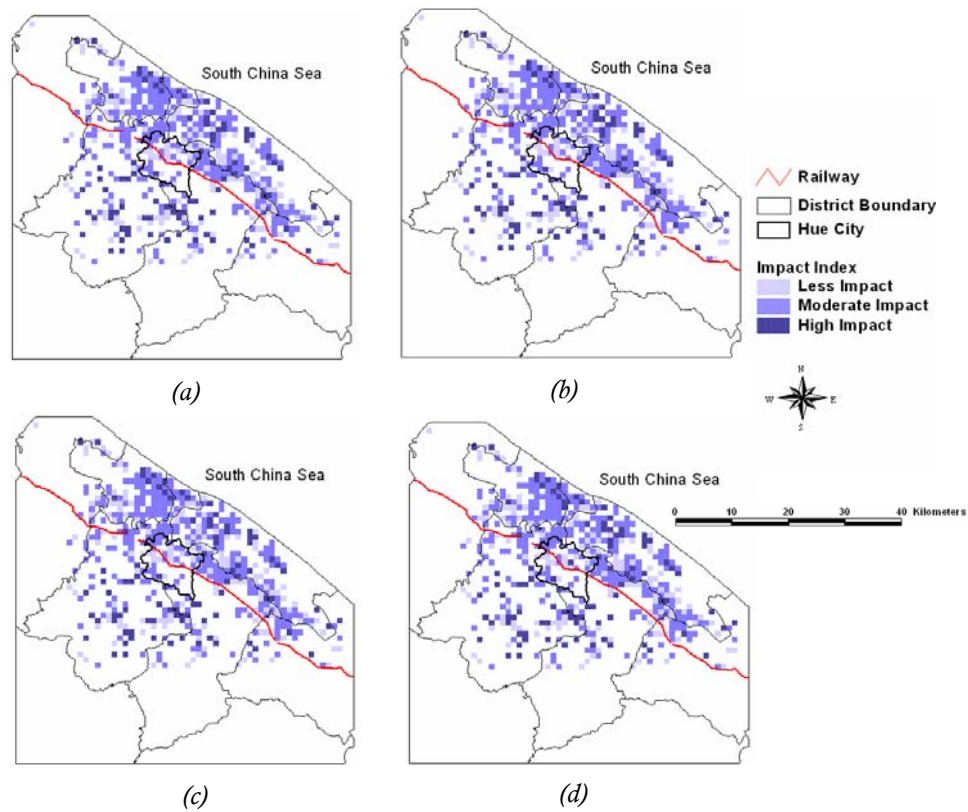 South China Sea
South China Sea
Railway
District Boundary
Hue City
Impact Index
Less Impact
Moderate Impact
High Impact
(a)
(b)
N
W E
S
South China Sea
South China Sea
0 10 20 30 40 Kilometers
(c)
(d)